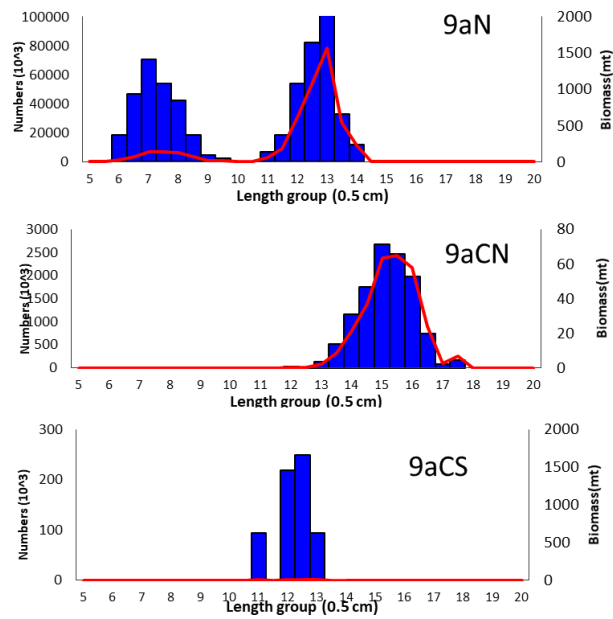 9aN
Numbers (10^3)
100000
80000
60000
40000
20000
0
2000
1500
1000
500
0
Biomass(mt)
5 6 7 8 9 10 11 12 13 14 15 16 17 18 19 20
Length group (0.5 cm)
9aCN
Numbers (10^3)
3000
2500
2000
1500
1000
500
0
80
60
40
20
0
Biomass(mt)
5 6 7 8 9 10 11 12 13 14 15 16 17 18 19 20
Length group (0.5 cm)
9aCS
Numbers (10^3)
300
200
100
0
2000
1500
1000
500
0
Biomass(mt)
5 6 7 8 9 10 11 12 13 14 15 16 17 18 19 20
Length group (0.5 cm)